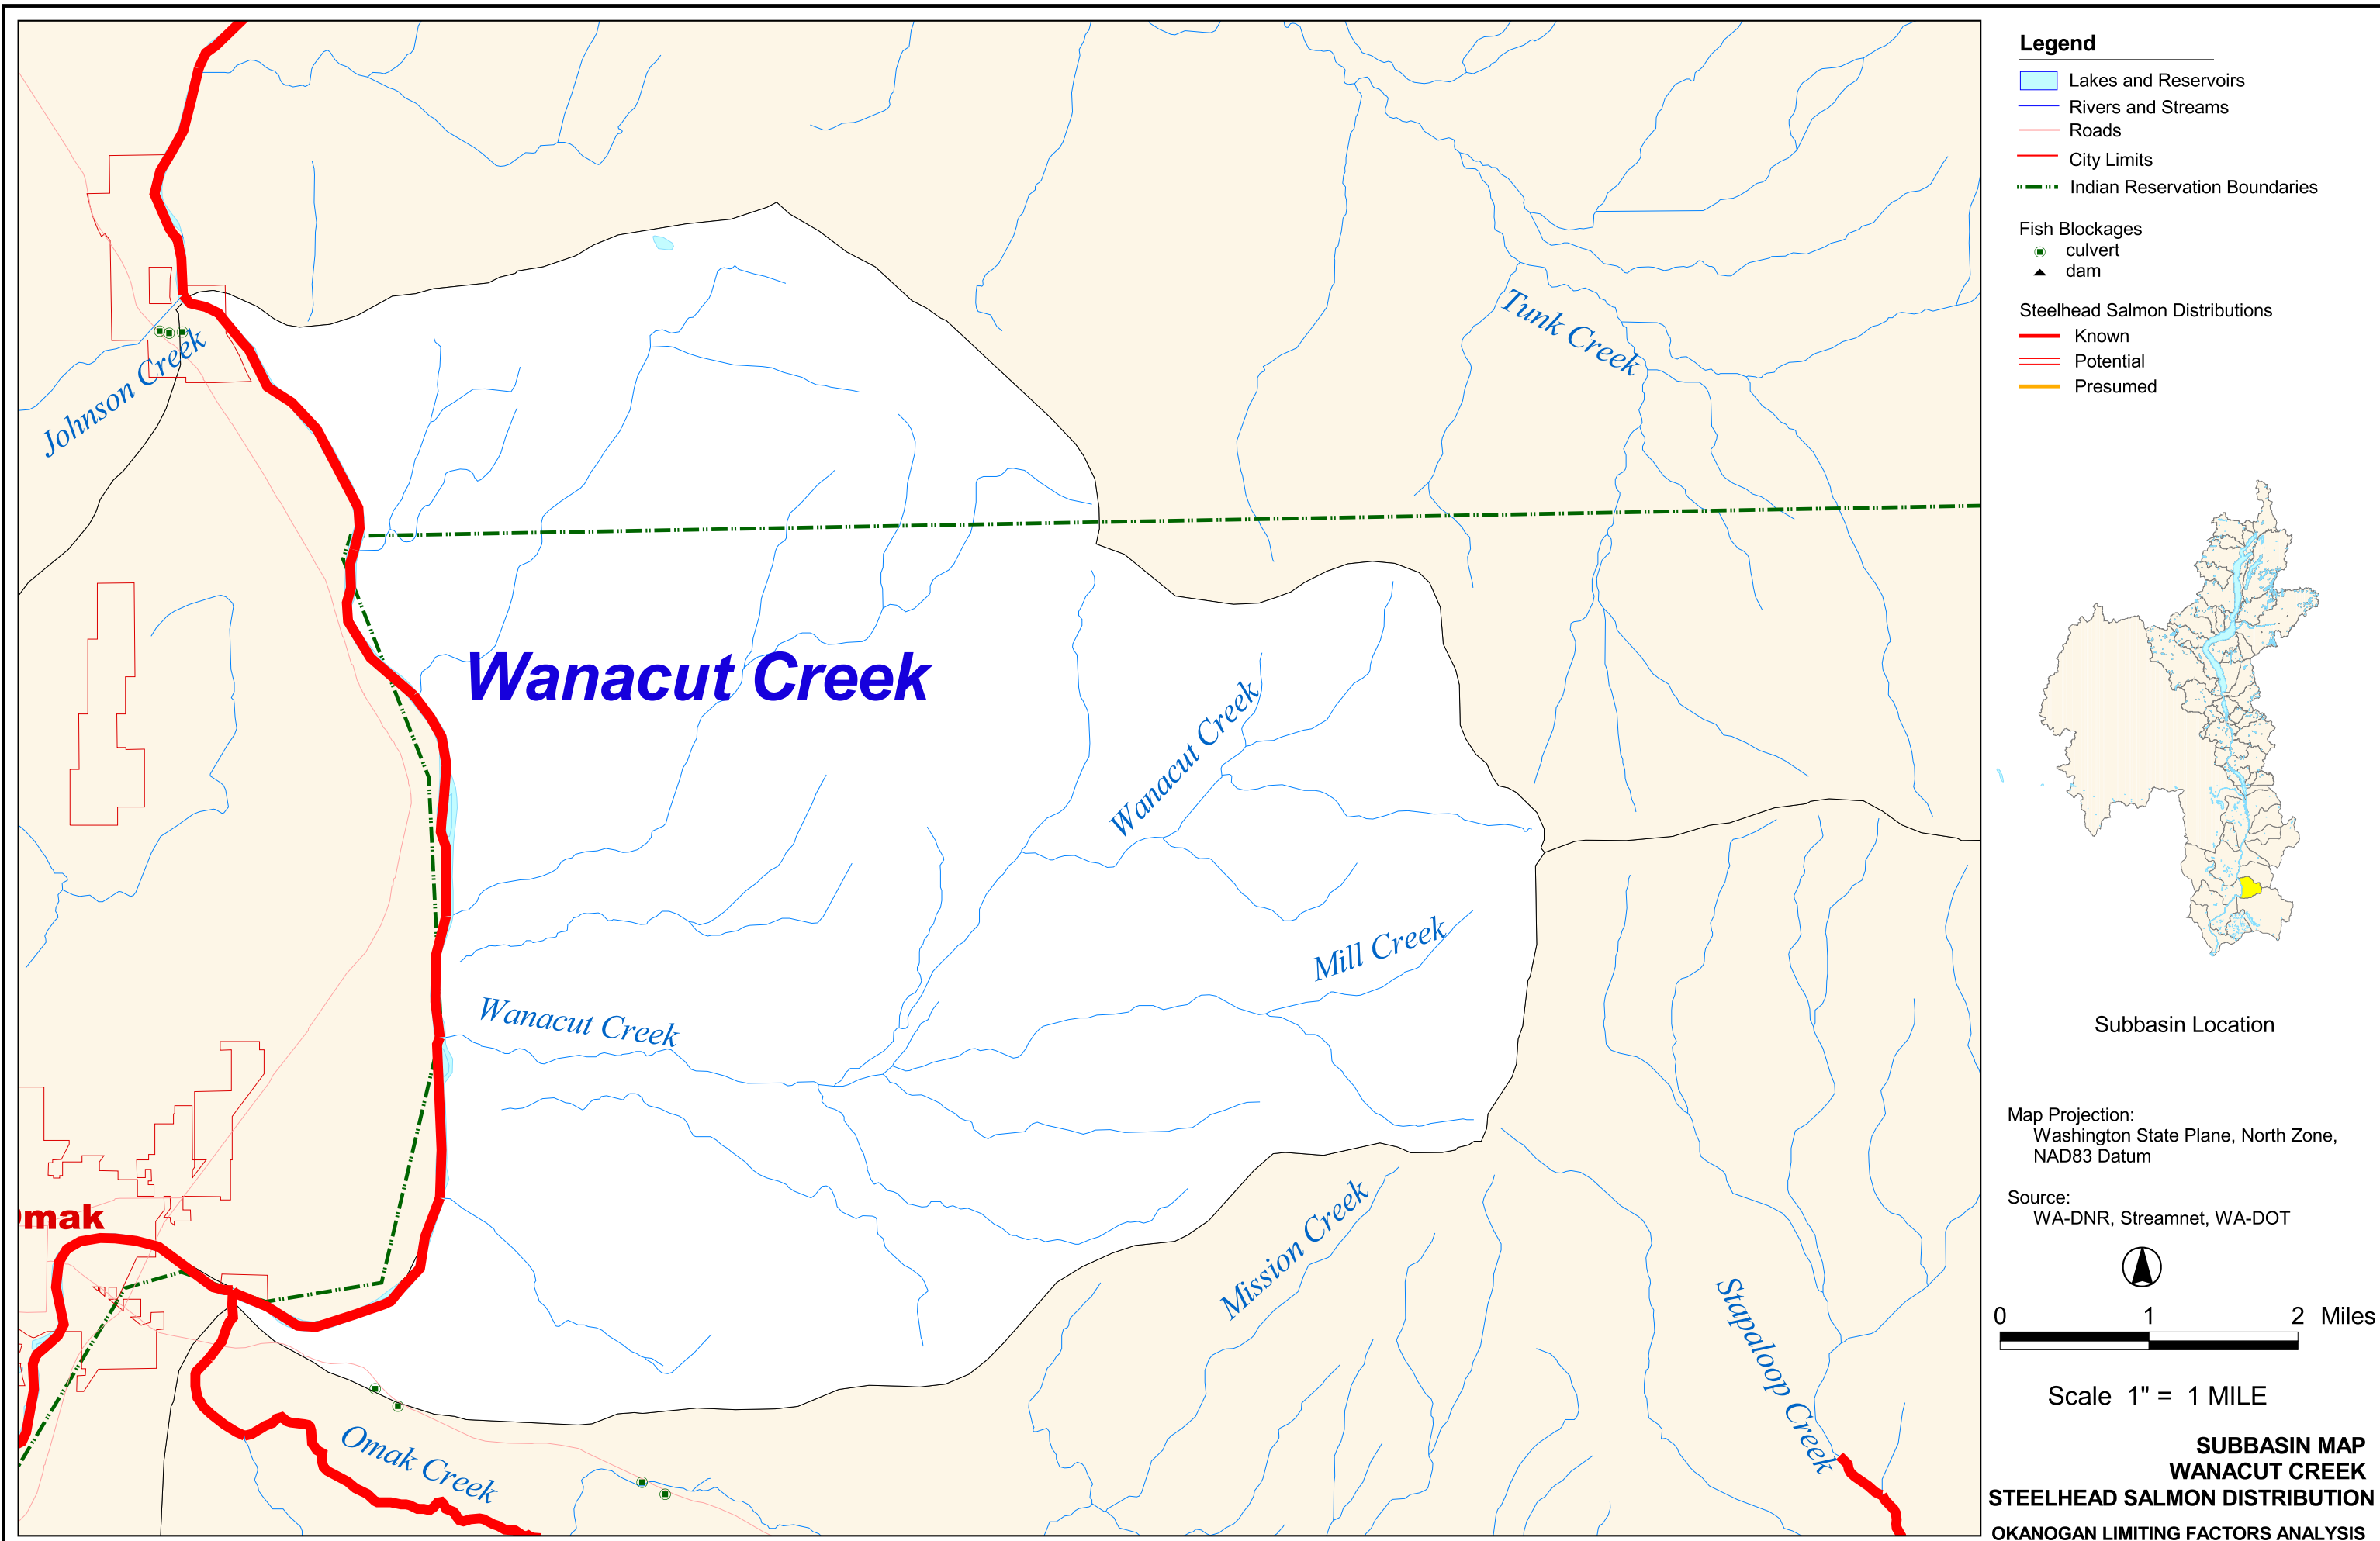 Legend
Lakes and Reservoirs
Rivers and Streams
Roads
City Limits
Indian Reservation Boundaries
Fish Blockages
culvert
dam
Steelhead Salmon Distributions
Known
Potential
Presumed
Tunk Creek
Johnson Creek
Wanacut Creek
Wanacut Creek
Mill Creek
Wanacut Creek
Mission Creek
Stapaloop Creek
Omak Creek
mak
Subbasin Location
Map Projection:
Washington State Plane, North Zone,
NAD83 Datum
Source:
WA-DNR, Streamnet, WA-DOT
0 1 2 Miles
Scale 1" = 1 MILE
SUBBASIN MAP
WANACUT CREEK
STEELHEAD SALMON DISTRIBUTION
OKANOGAN LIMITING FACTORS ANALYSIS